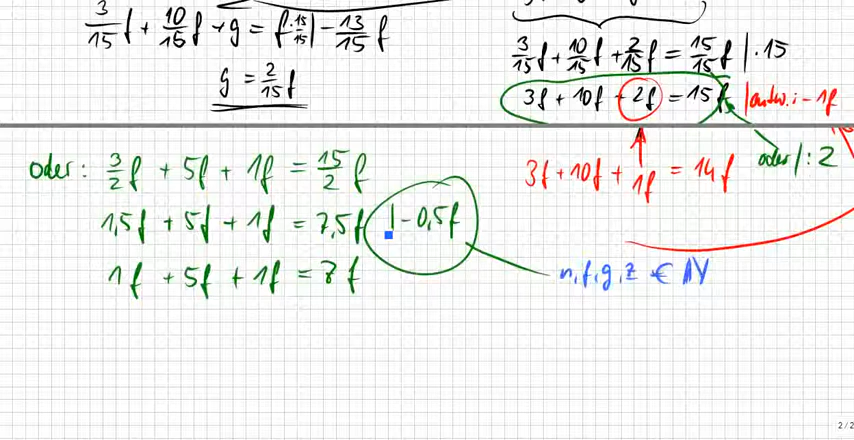 3/15 f + 10/15 f + g = f · 15/15 | - 13/15 f
g = 2/15 f
3/15 f + 10/15 f + 2/15 f = 15/15 f | · 15
3f + 10f + 2f = 15f | antw. i - 1f
oder: 3/2 f + 5f + 1f = 15/2 f
1,5f + 5f + 1f = 7,5f | - 0,5f
1f + 5f + 1f = 7f
3f + 10f + 1f = 14f
oder | : 2
n, f, g, z ∈ ℕ
2 / 2